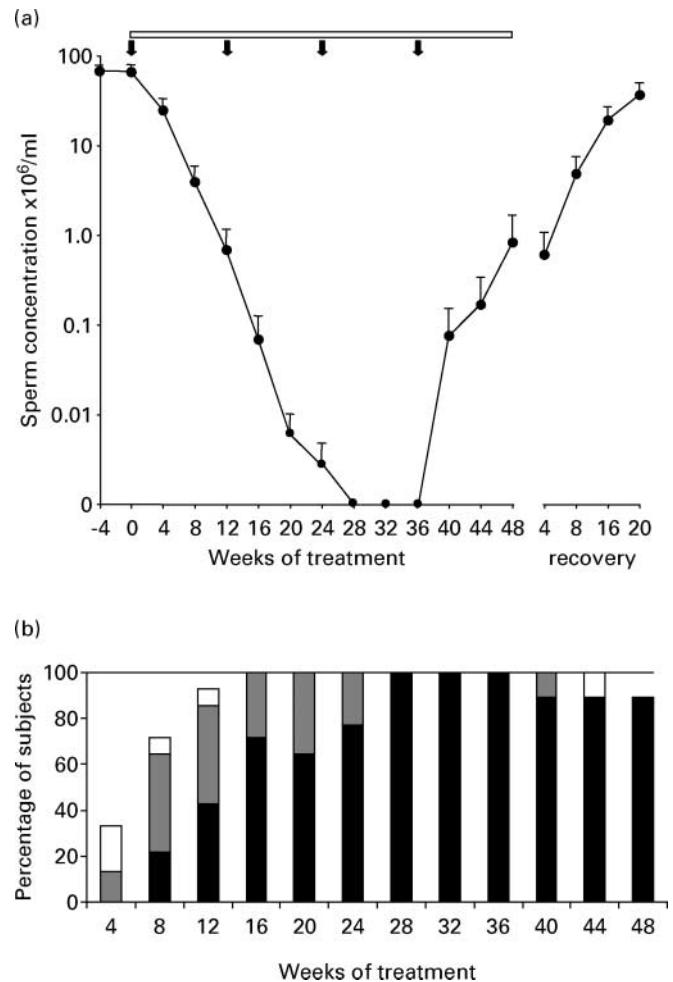 (a)
100
10
1.0
0.1
0.01
0
Sperm concentration x10⁶/ml
-4 0 4 8 12 16 20 24 28 32 36 40 44 48 4 8 16 20
Weeks of treatment recovery
(b)
100
80
60
40
20
0
Percentage of subjects
4 8 12 16 20 24 28 32 36 40 44 48
Weeks of treatment